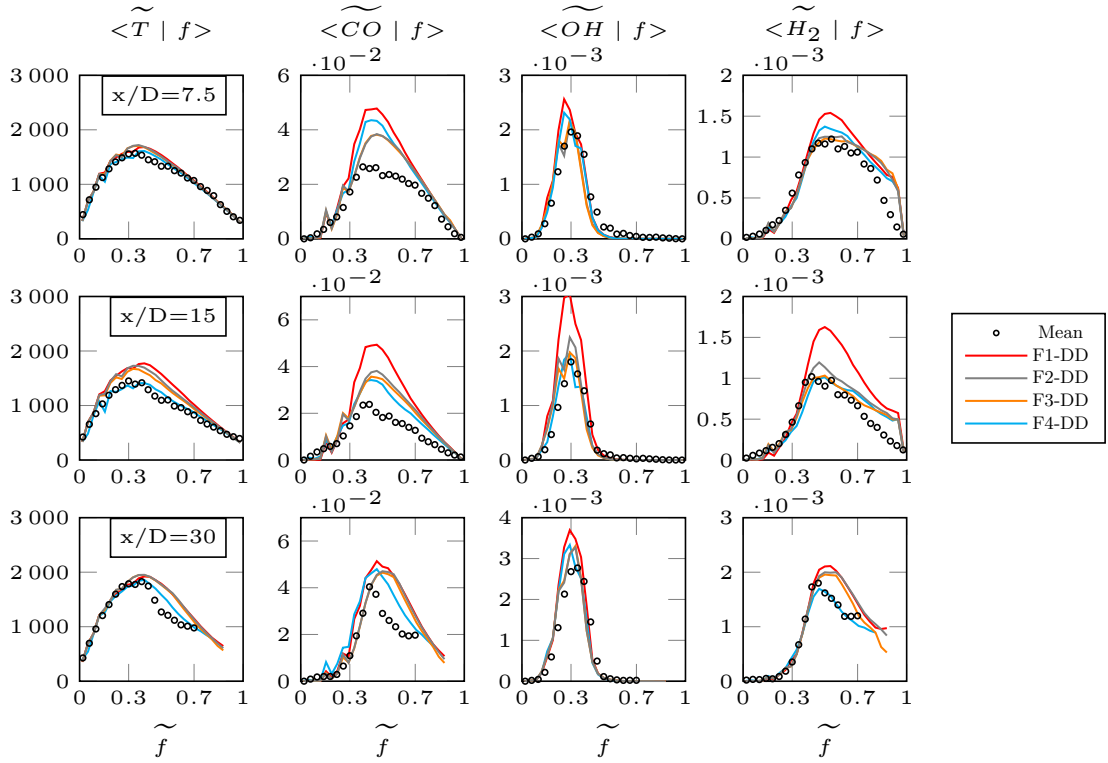 <T̃ | f> <C͠O | f> <O͠H | f> <H̃₂ | f>
·10⁻² ·10⁻³ ·10⁻³
3 000 2 000 1 000 0 x/D=7.5 0 0.3 0.7 1
6 4 2 0 0 0.3 0.7 1
3 2 1 0 0 0.3 0.7 1
2 1.5 1 0.5 0 0 0.3 0.7 1
·10⁻² ·10⁻³ ·10⁻3
3 000 2 000 1 000 0 x/D=15 0 0.3 0.7 1
6 4 2 0 0 0.3 0.7 1
3 2 1 0 0 0.3 0.7 1
2 1.5 1 0.5 0 0 0.3 0.7 1
·10⁻² ·10⁻³ ·10⁻³
3 000 2 000 1 000 0 x/D=30 0 0.3 0.7 1
6 4 2 0 0 0.3 0.7 1
4 3 2 1 0 0 0.3 0.7 1
3 2 1 0 0 0.3 0.7 1
f̃ f̃ f̃ f̃
Mean
F1-DD
F2-DD
F3-DD
F4-DD